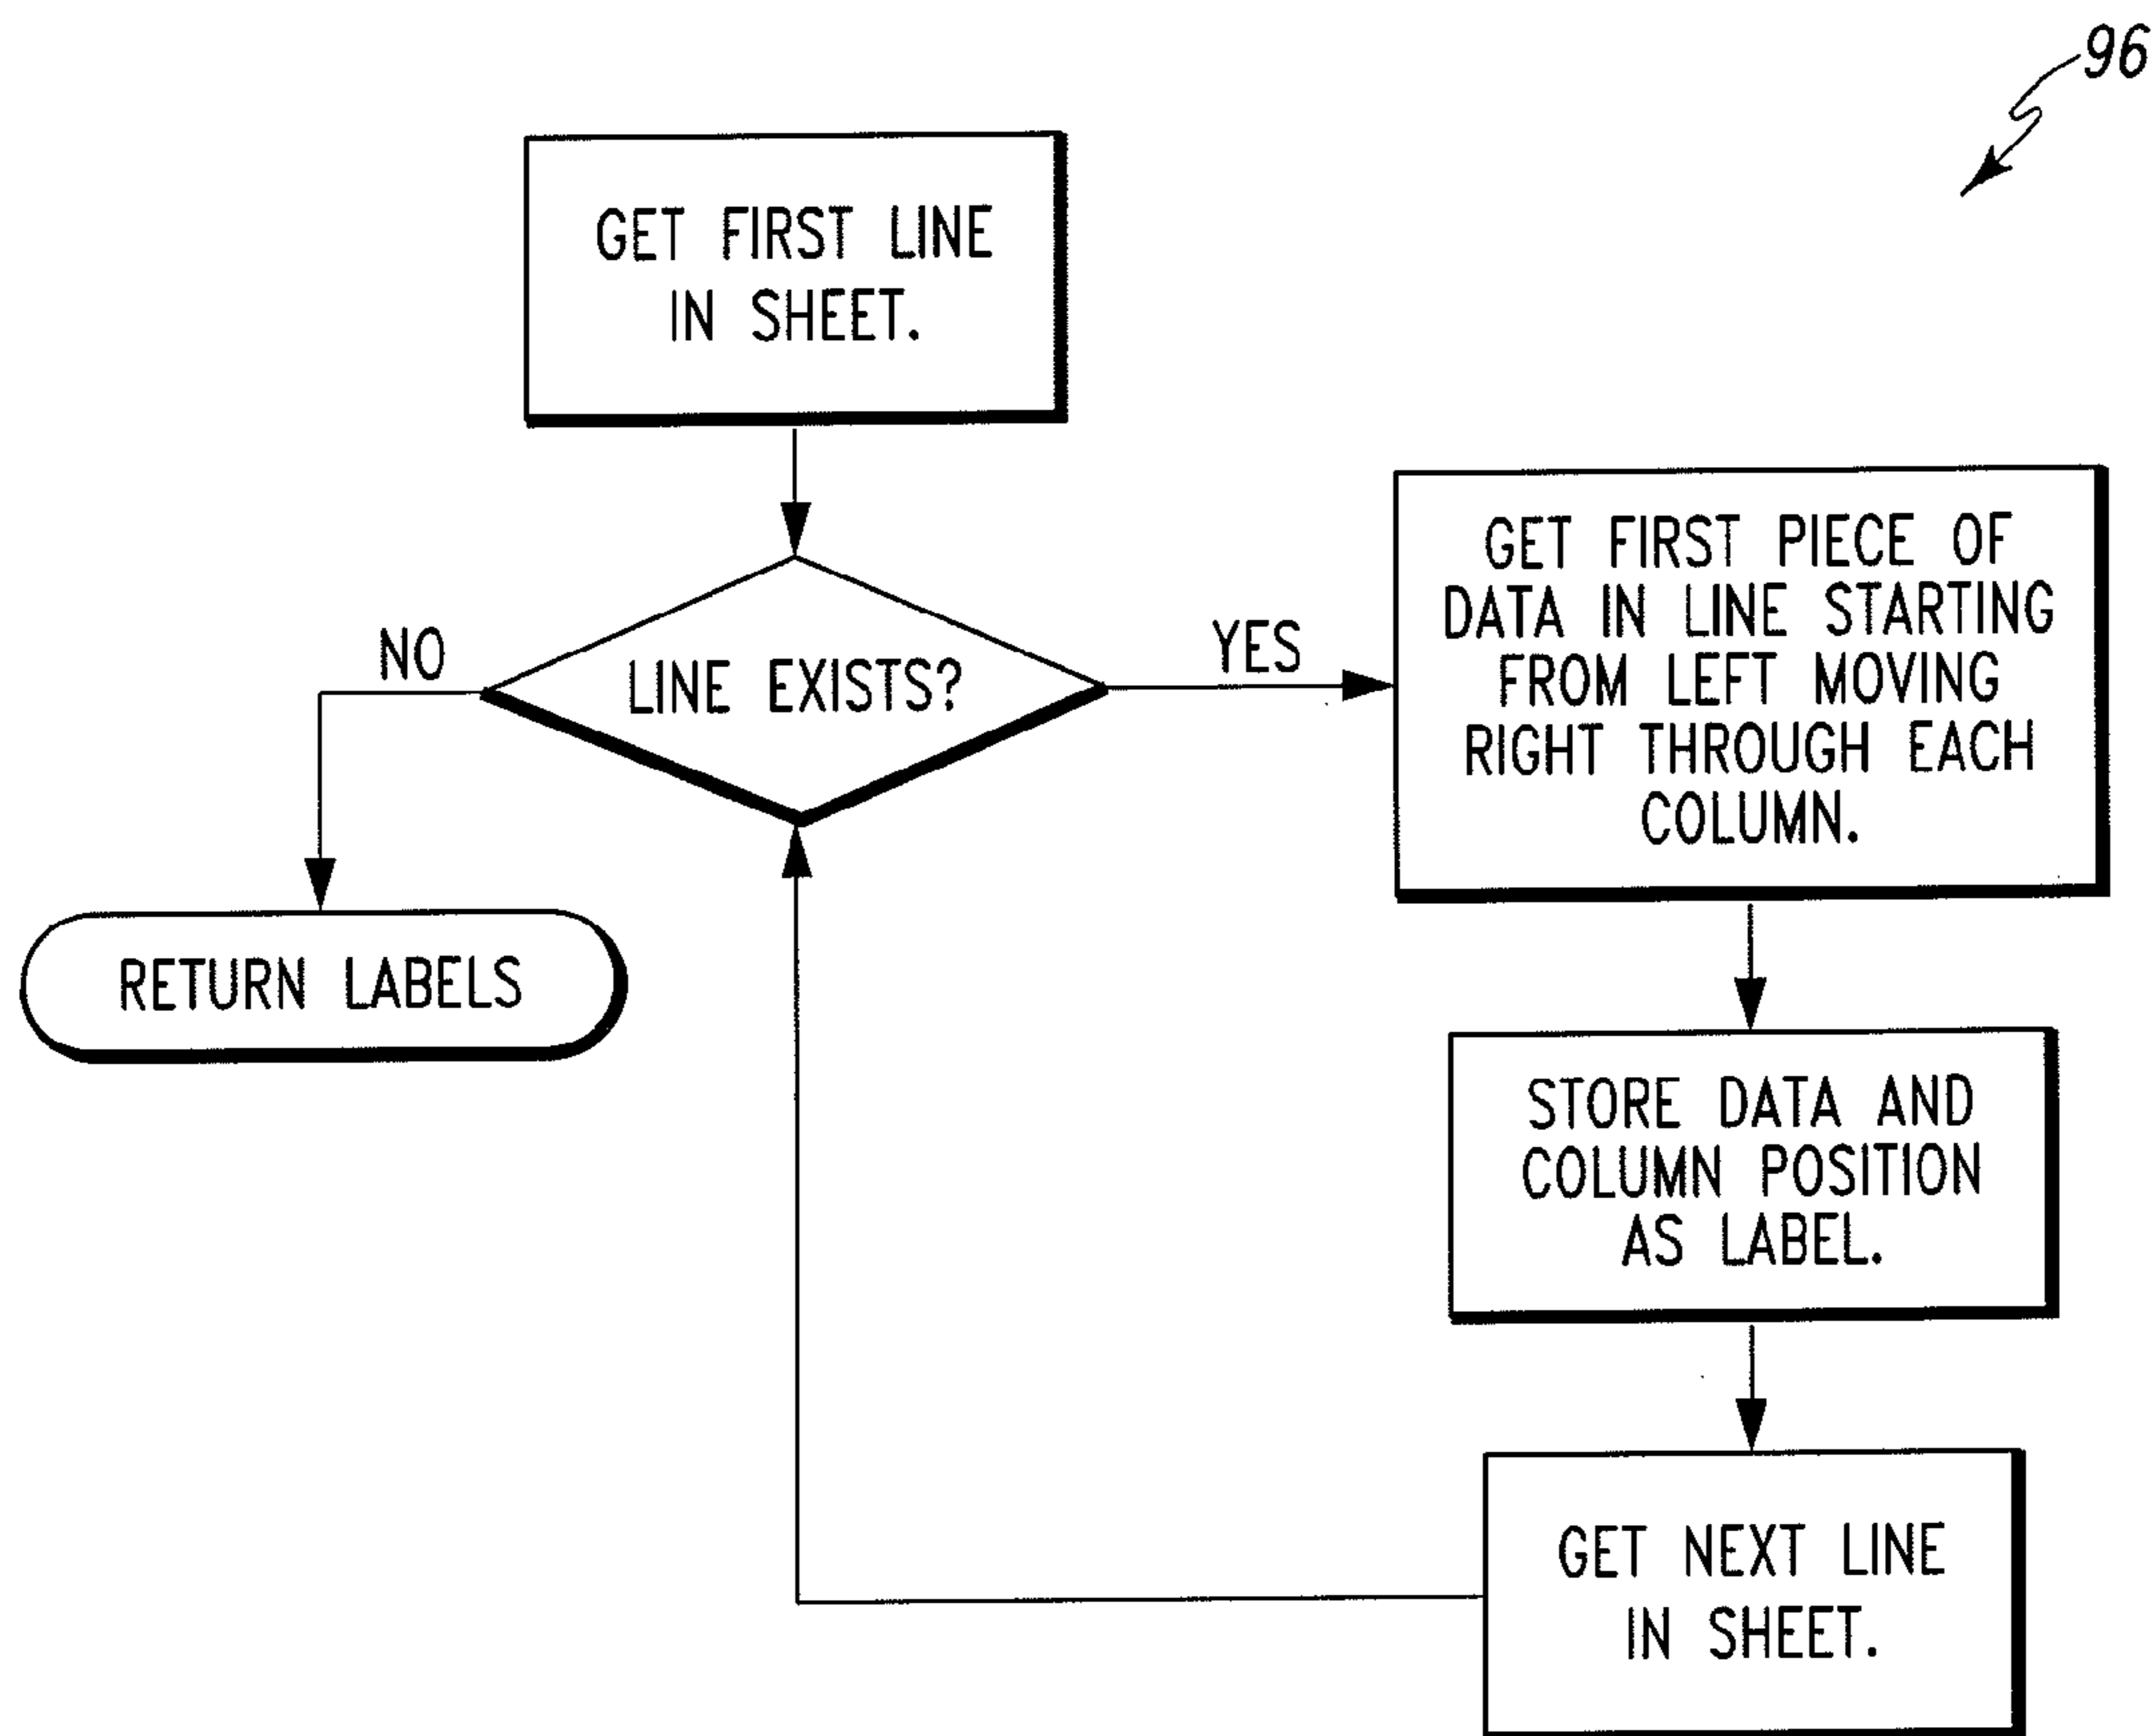 96
GET FIRST LINE
IN SHEET.
LINE EXISTS?
NO
YES
RETURN LABELS
GET FIRST PIECE OF
DATA IN LINE STARTING
FROM LEFT MOVING
RIGHT THROUGH EACH
COLUMN.
STORE DATA AND
COLUMN POSITION
AS LABEL.
GET NEXT LINE
IN SHEET.